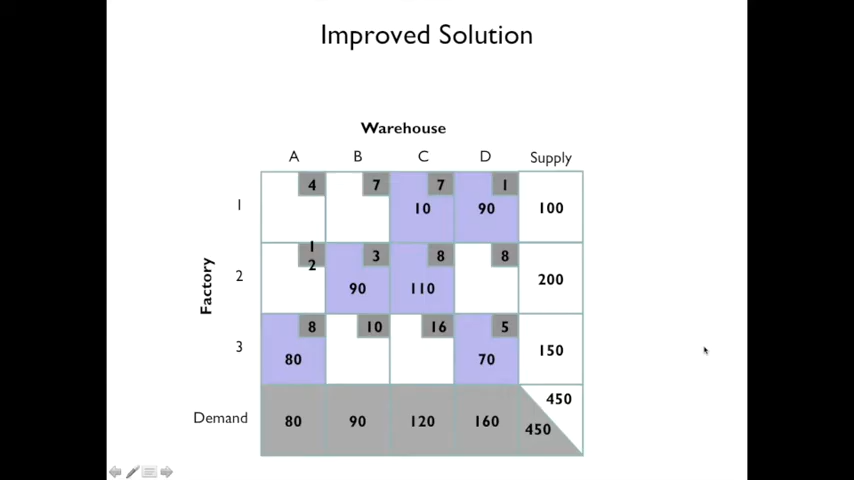 Improved Solution
Warehouse
A B C D Supply
4 7 7 1
1 10 90 100
1
2 3 8 8
2 90 110 200
Factory
8 10 16 5
3 80 70 150
450
Demand 80 90 120 160 450